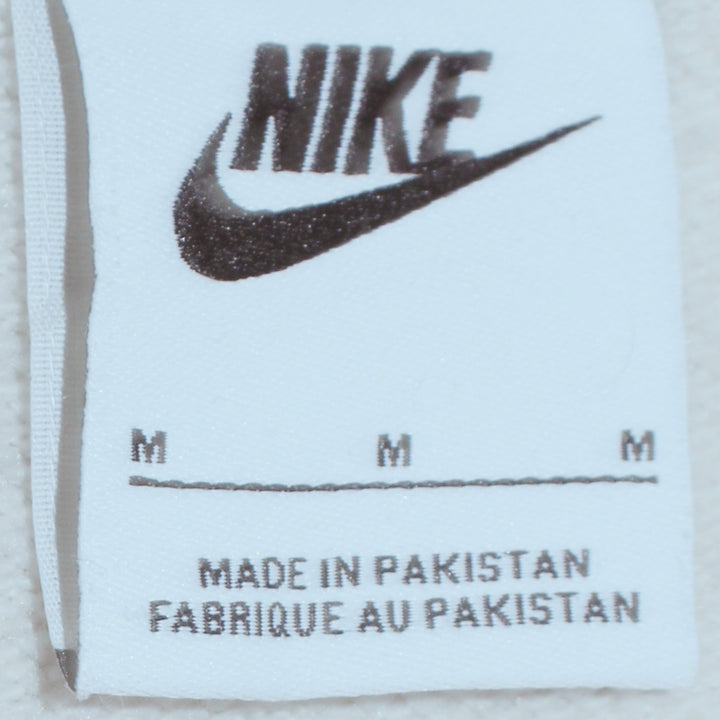 NIKE
M M M
MADE IN PAKISTAN
FABRIQUE AU PAKISTAN